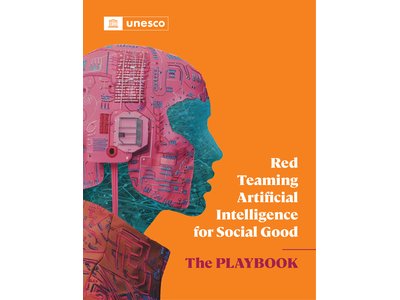 unesco
Red
Teaming
Artificial
Intelligence
for Social Good
The PLAYBOOK